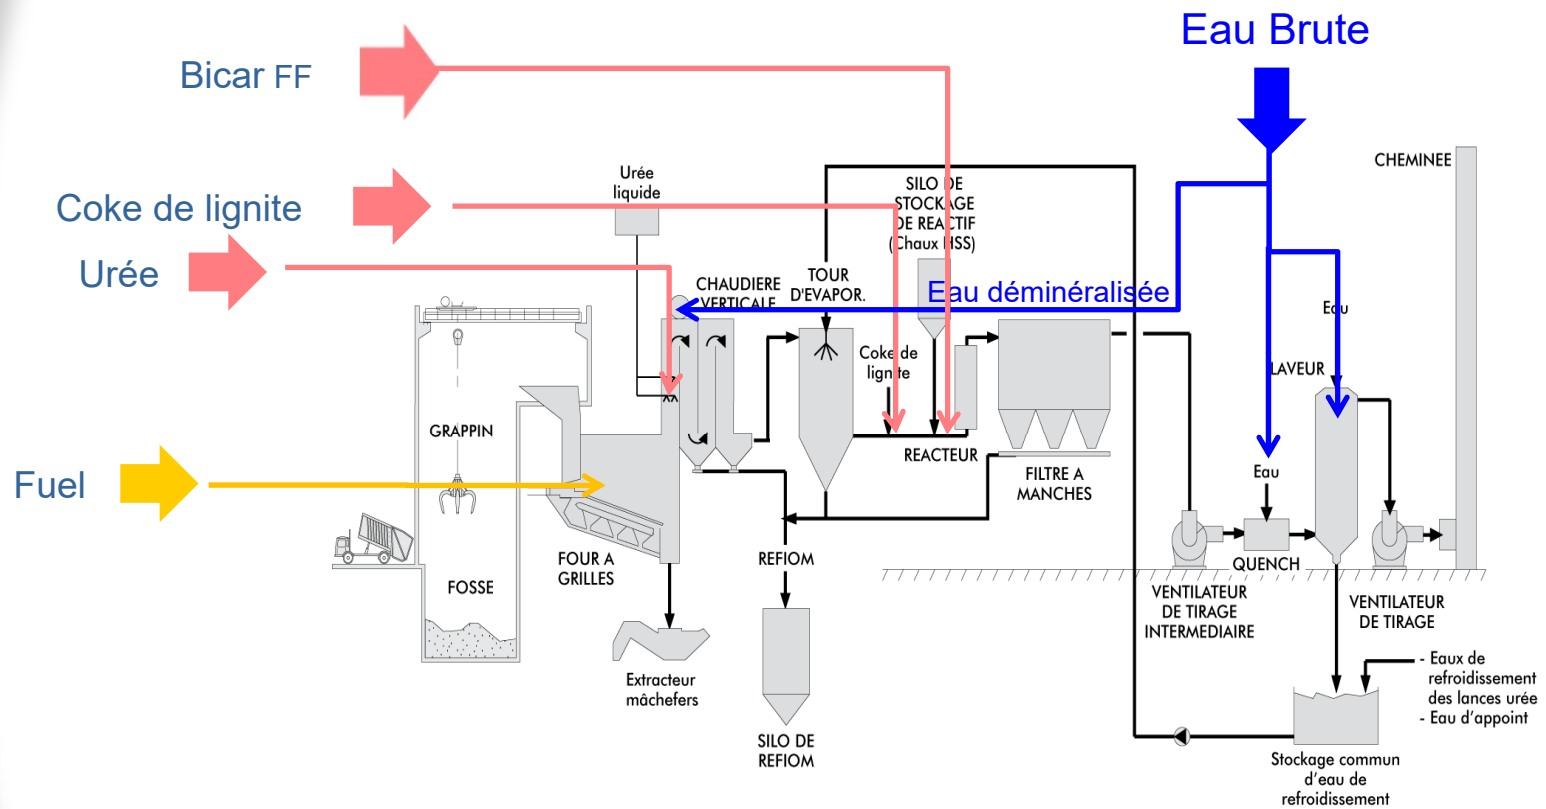 Eau Brute
Bicar FF
CHEMINEE
Urée
liquide
SILO DE
STOCKAGE
DE REACTIF
(Chaux HSS)
Coke de lignite
Urée
CHAUDIERE
VERTICALE
TOUR
D'EVAPOR.
Eau déminéralisée
Eau
Coke de
lignite
LAVEUR
GRAPPIN
REACTEUR
FILTRE A
MANCHES
Eau
Fuel
FOUR A
GRILLES
REFIOM
QUENCH
FOSSE
VENTILATEUR
DE TIRAGE
INTERMEDIAIRE
VENTILATEUR
DE TIRAGE
Extracteur
mâchefers
- Eaux de
refroidissement
des lances urée
- Eau d'appoint
SILO DE
REFIOM
Stockage commun
d'eau de
refroidissement